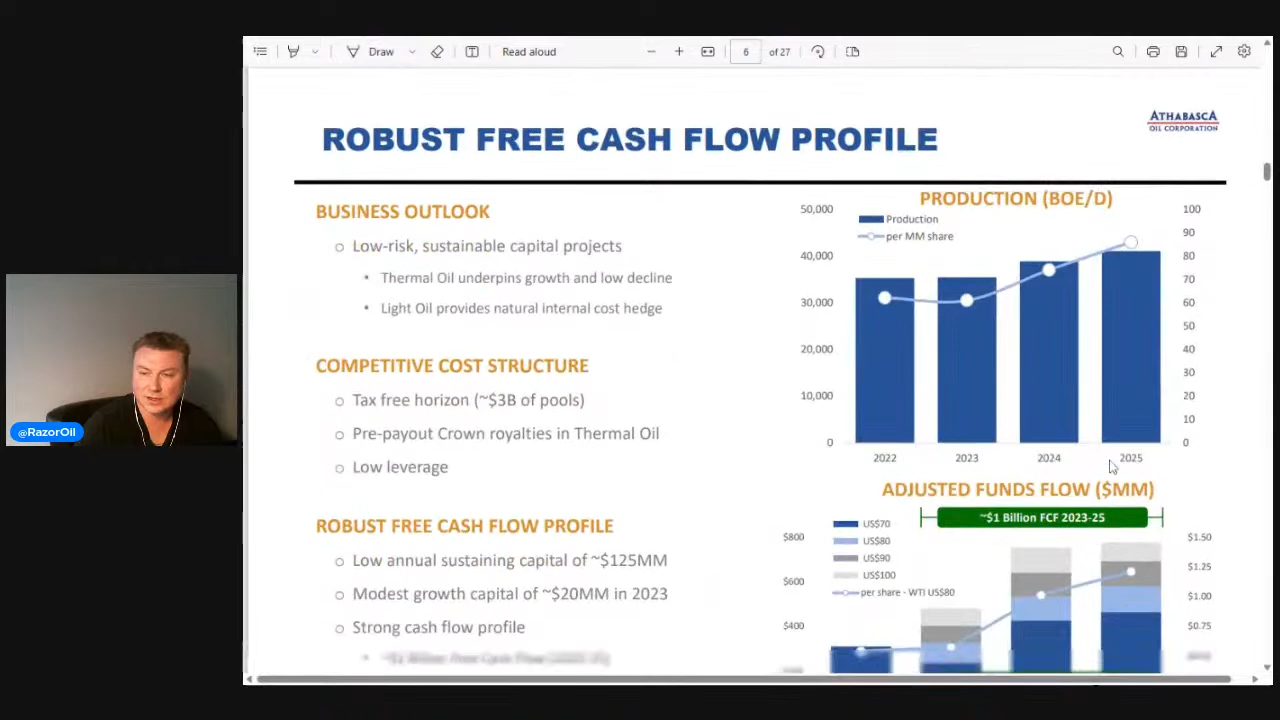 Draw
Read aloud
6 of 27
ATHABASCA
OIL CORPORATION
ROBUST FREE CASH FLOW PROFILE
BUSINESS OUTLOOK
Low-risk, sustainable capital projects
Thermal Oil underpins growth and low decline
Light Oil provides natural internal cost hedge
COMPETITIVE COST STRUCTURE
Tax free horizon (~$3B of pools)
Pre-payout Crown royalties in Thermal Oil
Low leverage
ROBUST FREE CASH FLOW PROFILE
Low annual sustaining capital of ~$125MM
Modest growth capital of ~$20MM in 2023
Strong cash flow profile
~$1 Billion Free Cash Flow (2023-25)
PRODUCTION (BOE/D)
Production
per MM share
50,000
40,000
30,000
20,000
10,000
0
100
90
80
70
60
50
40
30
20
10
0
2022 2023 2024 2025
ADJUSTED FUNDS FLOW ($MM)
~$1 Billion FCF 2023-25
US$70
US$80
US$90
US$100
per share - WTI US$80
$800
$600
$400
$1.50
$1.25
$1.00
$0.75
@RazorOil